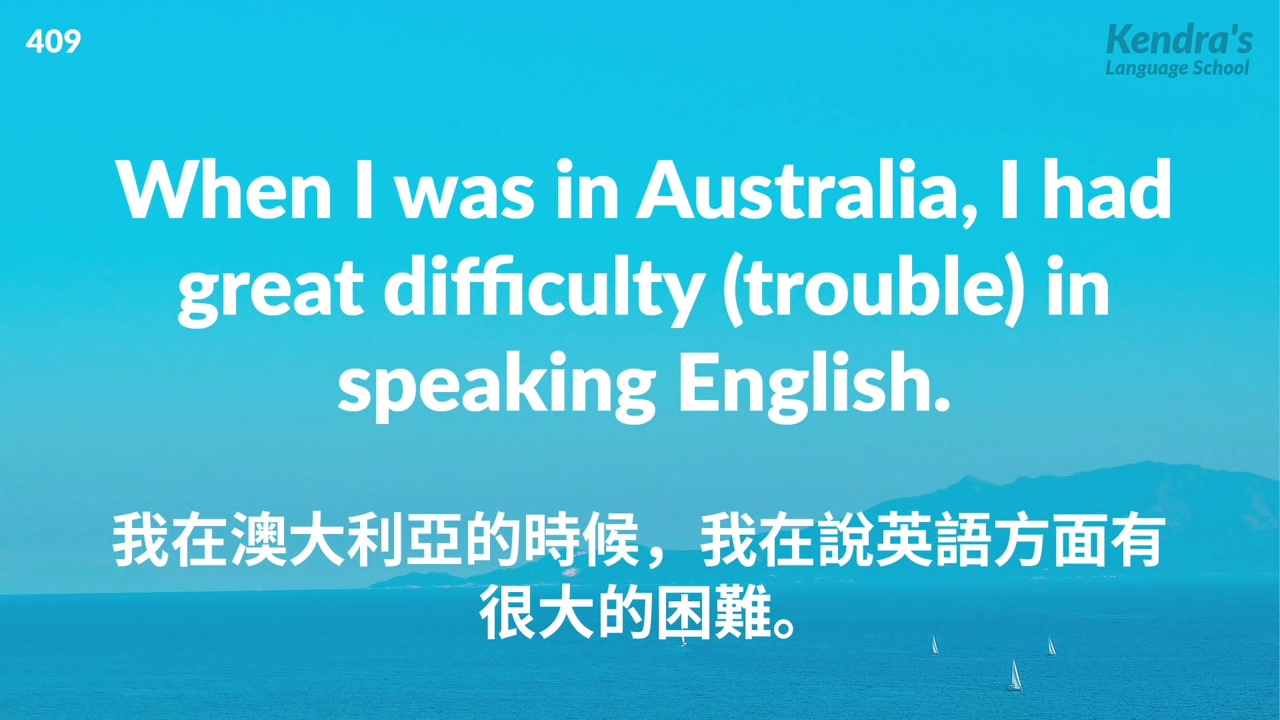 409
Kendra's
Language School
When I was in Australia, I had
great difficulty (trouble) in
speaking English.
我在澳大利亞的時候，我在說英語方面有
很大的困難。